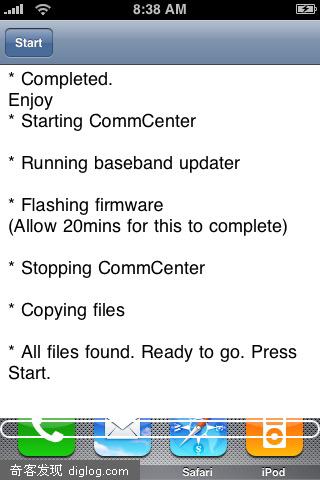 8:38 AM
Start
* Completed.
Enjoy
* Starting CommCenter
* Running baseband updater
* Flashing firmware
(Allow 20mins for this to complete)
* Stopping CommCenter
* Copying files
* All files found. Ready to go. Press
Start.
奇客发现 diglog.com
Safari
iPod